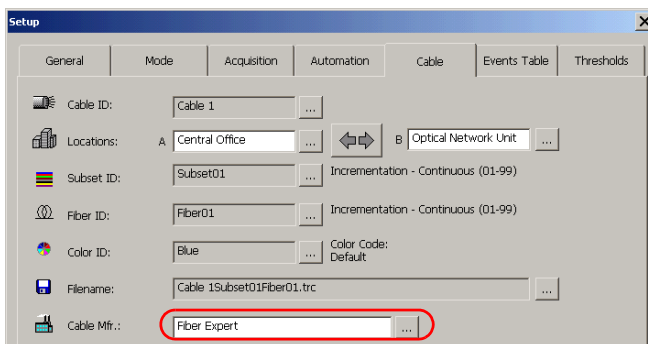 Setup
General Mode Acquisition Automation Cable Events Table Thresholds
Cable ID: Cable 1 ...
Locations: A Central Office ... B Optical Network Unit ...
Subset ID: Subset01 ... Incrementation - Continuous (01-99)
Fiber ID: Fiber01 ... Incrementation - Continuous (01-99)
Color ID: Blue ... Color Code:
Default
Filename: Cable 1Subset01Fiber01.trc ...
Cable Mfr.: Fiber Expert ...